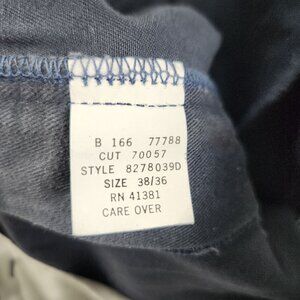 B 166 77788
CUT 70057
STYLE 8278039D
SIZE 38/36
RN 41381
CARE OVER